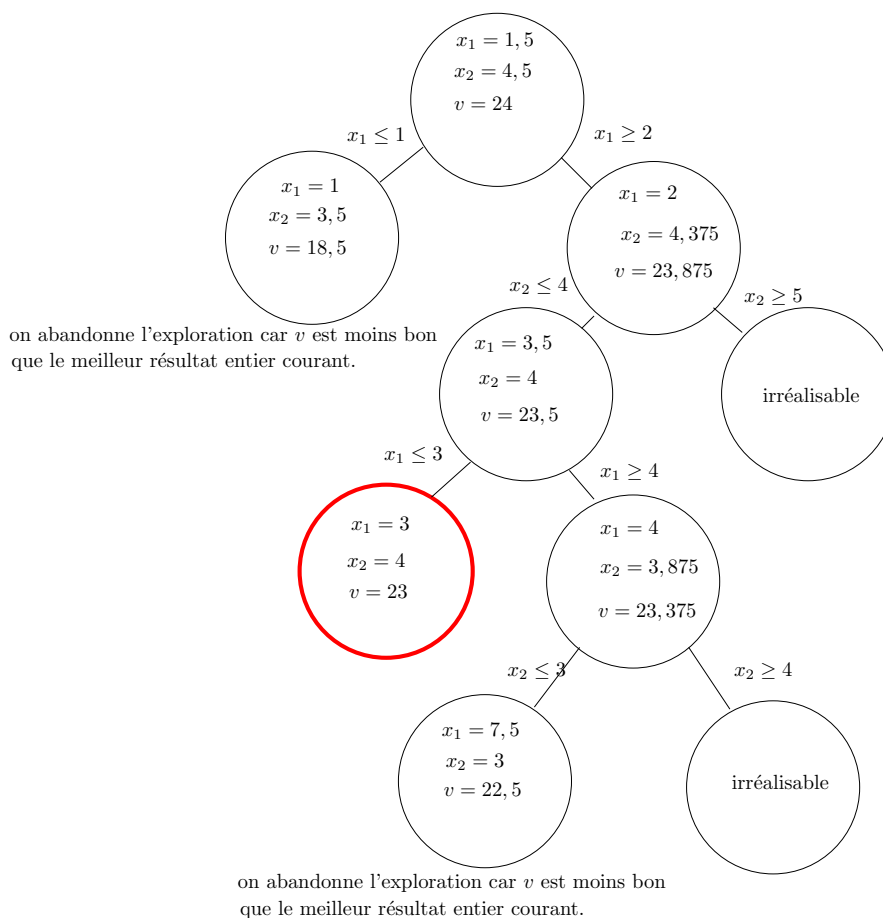 x₁ = 1, 5
x₂ = 4, 5
v = 24
x₁ ≤ 1
x₁ ≥ 2
x₁ = 1
x₂ = 3, 5
v = 18, 5
x₁ = 2
x₂ = 4, 375
v = 23, 875
on abandonne l'exploration car v est moins bon
que le meilleur résultat entier courant.
x₂ ≤ 4
x₂ ≥ 5
x₁ = 3, 5
x₂ = 4
v = 23, 5
irréalisable
x₁ ≤ 3
x₁ ≥ 4
x₁ = 3
x₂ = 4
v = 23
x₁ = 4
x₂ = 3, 875
v = 23, 375
x₂ ≤ 3
x₂ ≥ 4
x₁ = 7, 5
x₂ = 3
v = 22, 5
irréalisable
on abandonne l'exploration car v est moins bon
que le meilleur résultat entier courant.